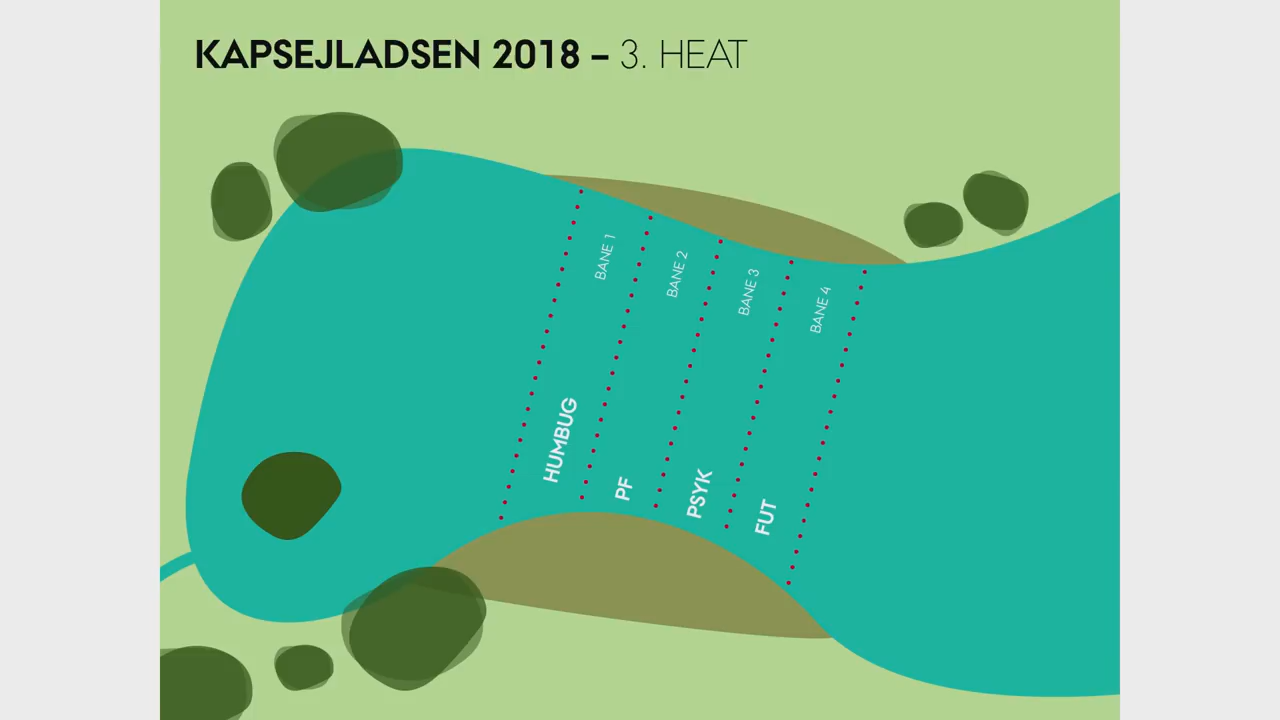 KAPSEJLADSEN 2018 – 3. HEAT
BANE 1
BANE 2
BANE 3
BANE 4
HUMBUG
PF
PSYK
FUT